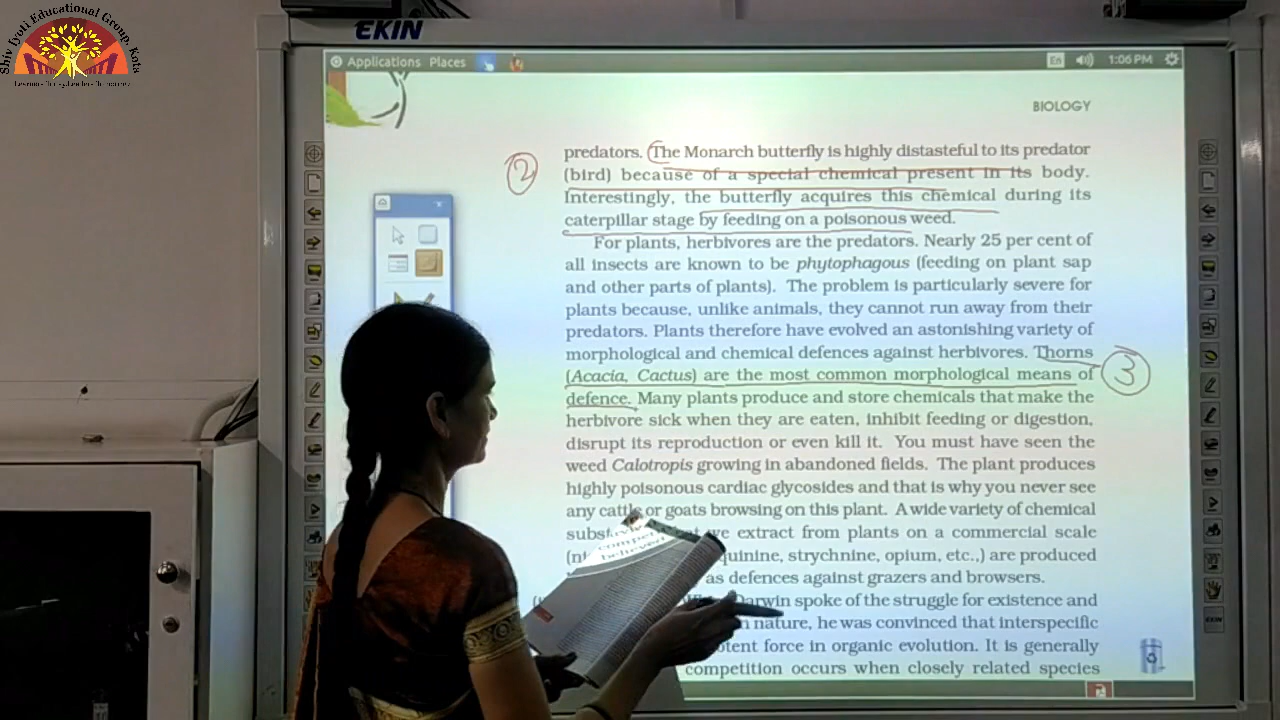 Shiv Jyoti Educational Group, Kota
EKIN
Applications Places
En
1:06 PM
BIOLOGY
predators. The Monarch butterfly is highly distasteful to its predator
(bird) because of a special chemical present in its body.
Interestingly, the butterfly acquires this chemical during its
caterpillar stage by feeding on a poisonous weed.
For plants, herbivores are the predators. Nearly 25 per cent of
all insects are known to be phytophagous (feeding on plant sap
and other parts of plants). The problem is particularly severe for
plants because, unlike animals, they cannot run away from their
predators. Plants therefore have evolved an astonishing variety of
morphological and chemical defences against herbivores. Thorns
(Acacia, Cactus) are the most common morphological means of
defence. Many plants produce and store chemicals that make the
herbivore sick when they are eaten, inhibit feeding or digestion,
disrupt its reproduction or even kill it. You must have seen the
weed Calotropis growing in abandoned fields. The plant produces
highly poisonous cardiac glycosides and that is why you never see
any cattle or goats browsing on this plant. A wide variety of chemical
we extract from plants on a commercial scale
quinine, strychnine, opium, etc.,) are produced
as defences against grazers and browsers.
Darwin spoke of the struggle for existence and
nature, he was convinced that interspecific
force in organic evolution. It is generally
competition occurs when closely related species
2
3
EKIN